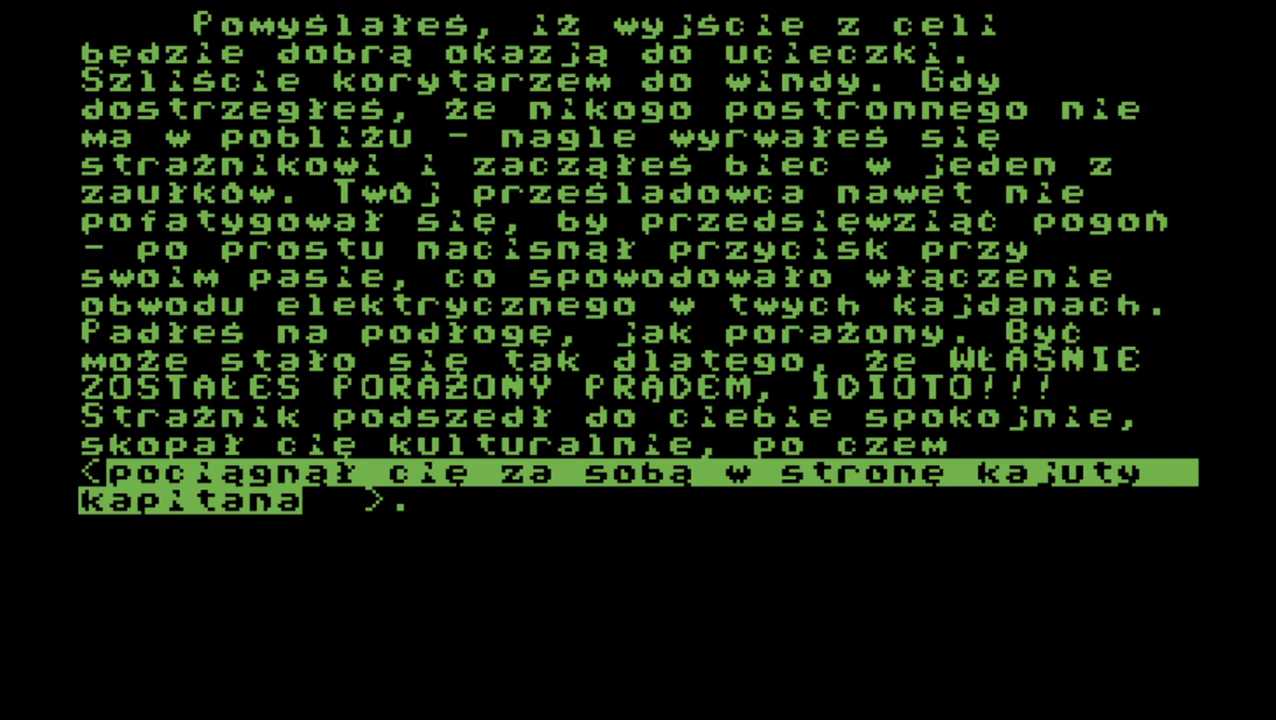 Pomyślałeś, iż wyjście z celi
będzie dobrą okazją do ucieczki.
Szliście korytarzem do windy. Gdy
dostrzegłeś, że nikogo postronnego nie
ma w pobliżu - nagle wyrwałeś się
strażnikowi i zacząłeś biec w jeden z
zaułków. Twój prześladowca nawet nie
pofatygował się, by przedsięwziąć pogoń
- po prostu nacisnął przycisk przy
swoim pasie, co spowodowało włączenie
obwodu elektrycznego w twych kajdanach.
Padłeś na podłogę, jak porażony. Być
może stało się tak dlatego, że WŁAŚNIE
ZOSTAŁEŚ PORAŻONY PRĄDEM, IDIOTO!!!
Strażnik podszedł do ciebie spokojnie,
skopał cię kulturalnie, po czem
<pociągnął cię za sobą w stronę kajuty
kapitana >.